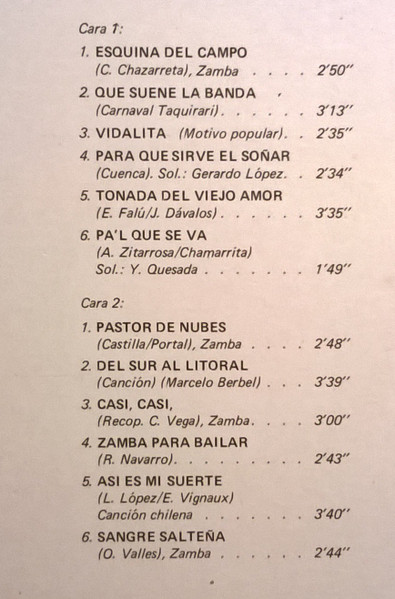 Cara 1:
1. ESQUINA DEL CAMPO
(C. Chazarreta), Zamba . . . . 2'50"
2. QUE SUENE LA BANDA
(Carnaval Taquirari) . . . . . . 3'13"
3. VIDALITA (Motivo popular). . 2'35"
4. PARA QUE SIRVE EL SOÑAR
(Cuenca). Sol.: Gerardo López. . 2'34"
5. TONADA DEL VIEJO AMOR
(E. Falú/J. Dávalos) . . . . . . 3'35"
6. PA'L QUE SE VA
(A. Zitarrosa/Chamarrita)
Sol.: Y. Quesada . . . . . . . 1'49"
Cara 2:
1. PASTOR DE NUBES
(Castilla/Portal), Zamba . . . . 2'48"
2. DEL SUR AL LITORAL
(Canción) (Marcelo Berbel) . . . 3'39"
3. CASI, CASI,
(Recop. C. Vega), Zamba. . . . 3'00"
4. ZAMBA PARA BAILAR
(R. Navarro). . . . . . . . . 2'43"
5. ASI ES MI SUERTE
(L. López/E. Vignaux)
Canción chilena . . . . . . . 3'40"
6. SANGRE SALTEÑA
(O. Valles), Zamba . . . . . . 2'44"